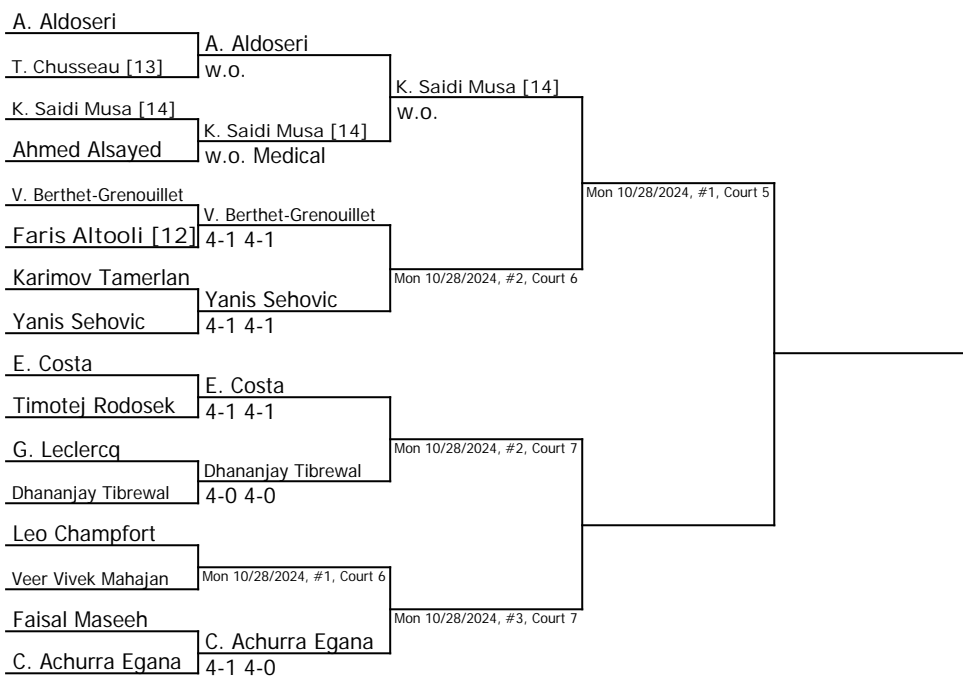 A. Aldoseri
A. Aldoseri
T. Chusseau [13]
w.o.
K. Saidi Musa [14]
K. Saidi Musa [14]
w.o.
K. Saidi Musa [14]
Ahmed Alsayed
w.o. Medical
Mon 10/28/2024, #1, Court 5
V. Berthet-Grenouillet
V. Berthet-Grenouillet
Faris Altooli [12]
4-1 4-1
Mon 10/28/2024, #2, Court 6
Karimov Tamerlan
Yanis Sehovic
Yanis Sehovic
4-1 4-1
E. Costa
E. Costa
Timotej Rodosek
4-1 4-1
Mon 10/28/2024, #2, Court 7
G. Leclercq
Dhananjay Tibrewal
Dhananjay Tibrewal
4-0 4-0
Leo Champfort
Veer Vivek Mahajan
Mon 10/28/2024, #1, Court 6
Mon 10/28/2024, #3, Court 7
Faisal Maseeh
C. Achurra Egana
C. Achurra Egana
4-1 4-0